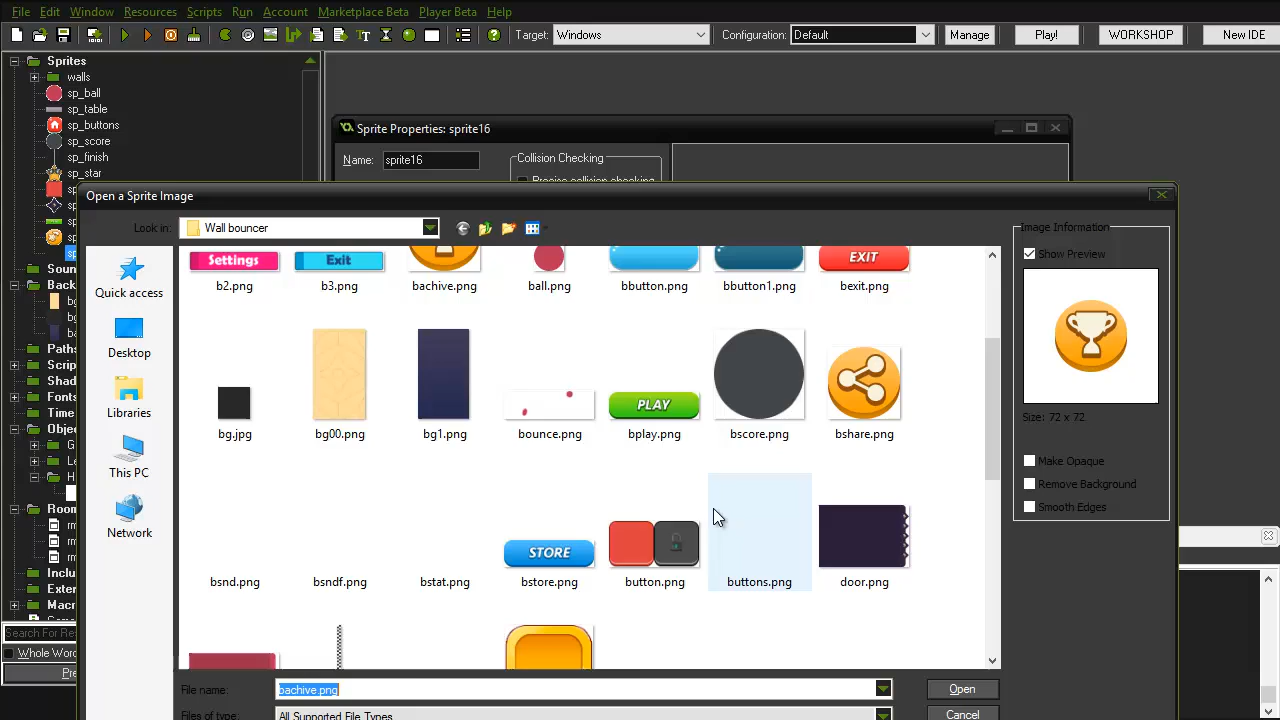 File Edit Window Resources Scripts Run Account Marketplace Beta Player Beta Help
Target: Windows Configuration: Default Manage Play! WORKSHOP New IDE
Sprites
walls
sp_ball
sp_table
sp_buttons
sp_score
sp_finish
sp_star
Sprite Properties: sprite16
Name: sprite16
Collision Checking
Precise collision checking
Open a Sprite Image
Look in: Wall bouncer
Quick access
Desktop
Libraries
This PC
Network
Settings Exit EXIT
b2.png b3.png bachive.png ball.png bbutton.png bbutton1.png bexit.png
PLAY
bg.jpg bg00.png bg1.png bounce.png bplay.png bscore.png bshare.png
STORE
bsnd.png bsndf.png bstat.png bstore.png button.png buttons.png door.png
Image Information
Show Preview
Size: 72 x 72
Make Opaque
Remove Background
Smooth Edges
File name: bachive.png Open
Files of type: All Supported File Types Cancel
Search For Re
Whole Word